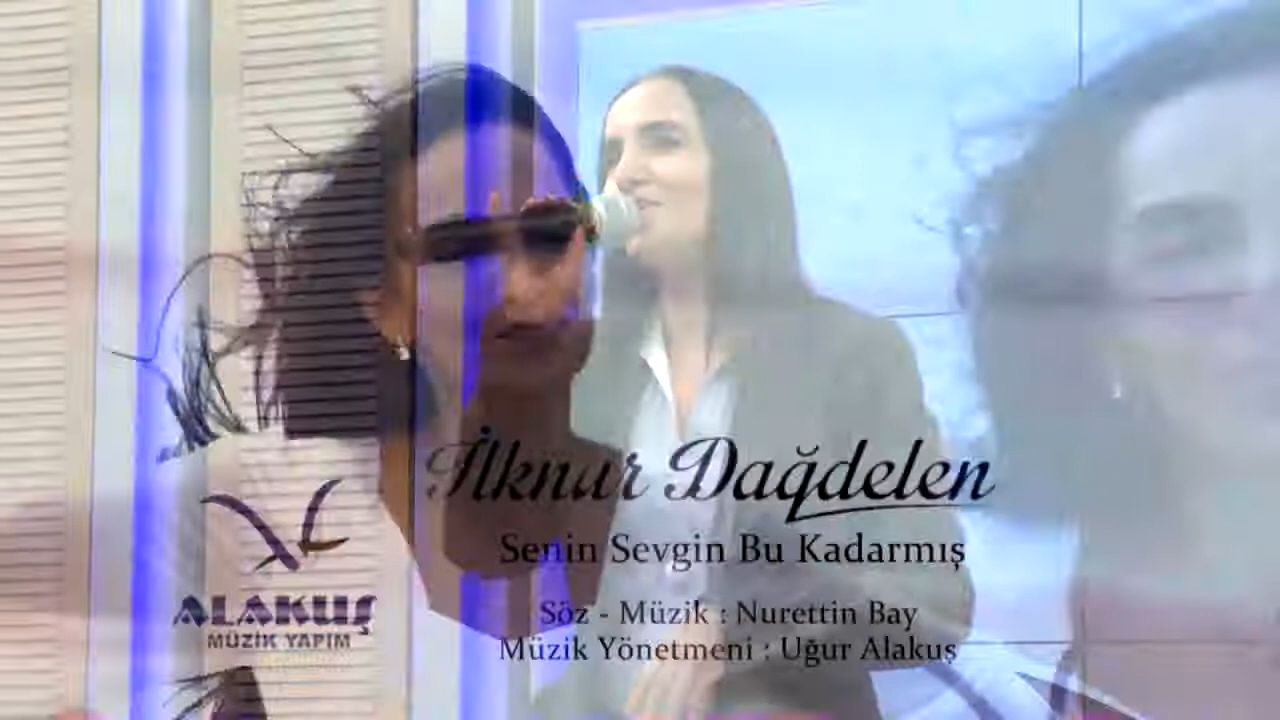 İlknur Dağdelen
Senin Sevgin Bu Kadarmış
Söz - Müzik : Nurettin Bay
Müzik Yönetmeni : Uğur Alakuş
ALAKUŞ
MÜZİK YAPIM